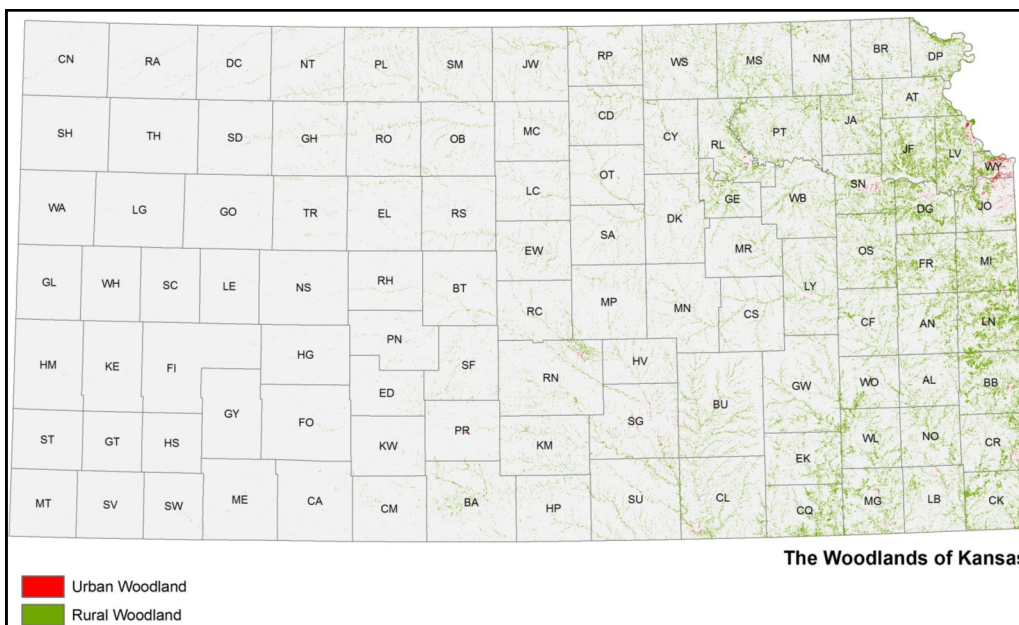 CN RA DC NT PL SM JW RP WS MS NM BR DP
SH TH SD GH RO OB MC CD CY RL PT JA AT
JF LV WY
WA LG GO TR EL RS LC OT DK GE WB SN DG JO
EW SA MR OS FR MI
GL WH SC LE NS RH BT RC MP MN CS LY CF AN LN
HM KE FI HG PN SF RN HV GW WO AL BB
ST GT HS GY FO ED KW PR KM SG BU EK WL NO CR
MT SV SW ME CA CM BA HP SU CL CQ MG LB CK
The Woodlands of Kansas
Urban Woodland
Rural Woodland